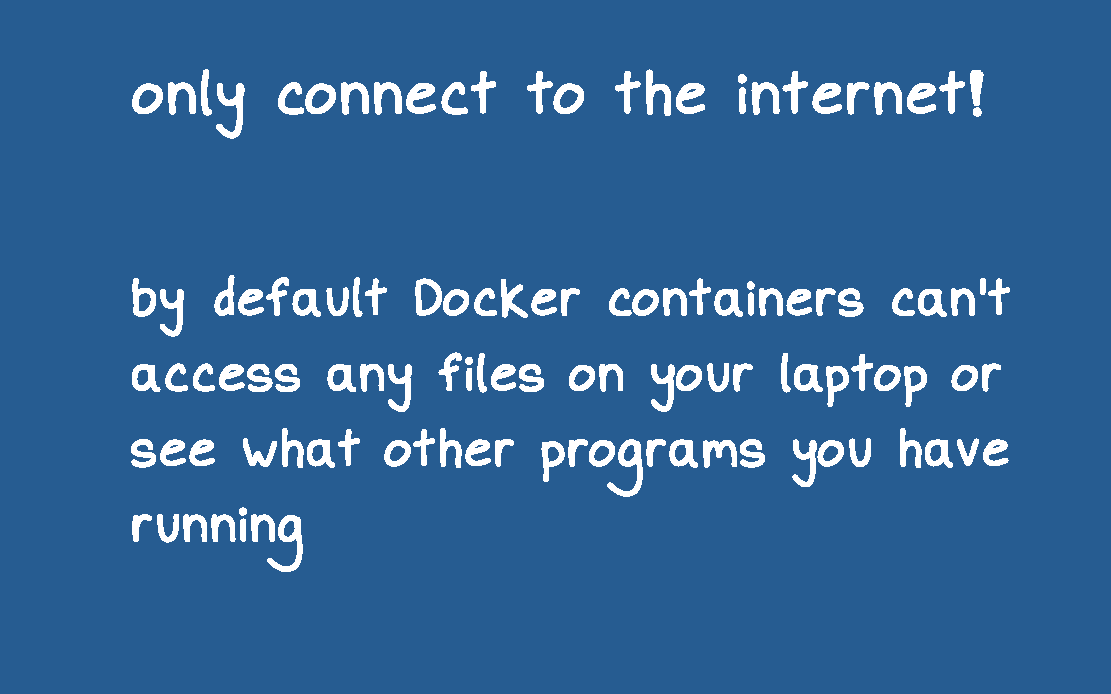 only connect to the internet!
by default Docker containers can't
access any files on your laptop or
see what other programs you have
running